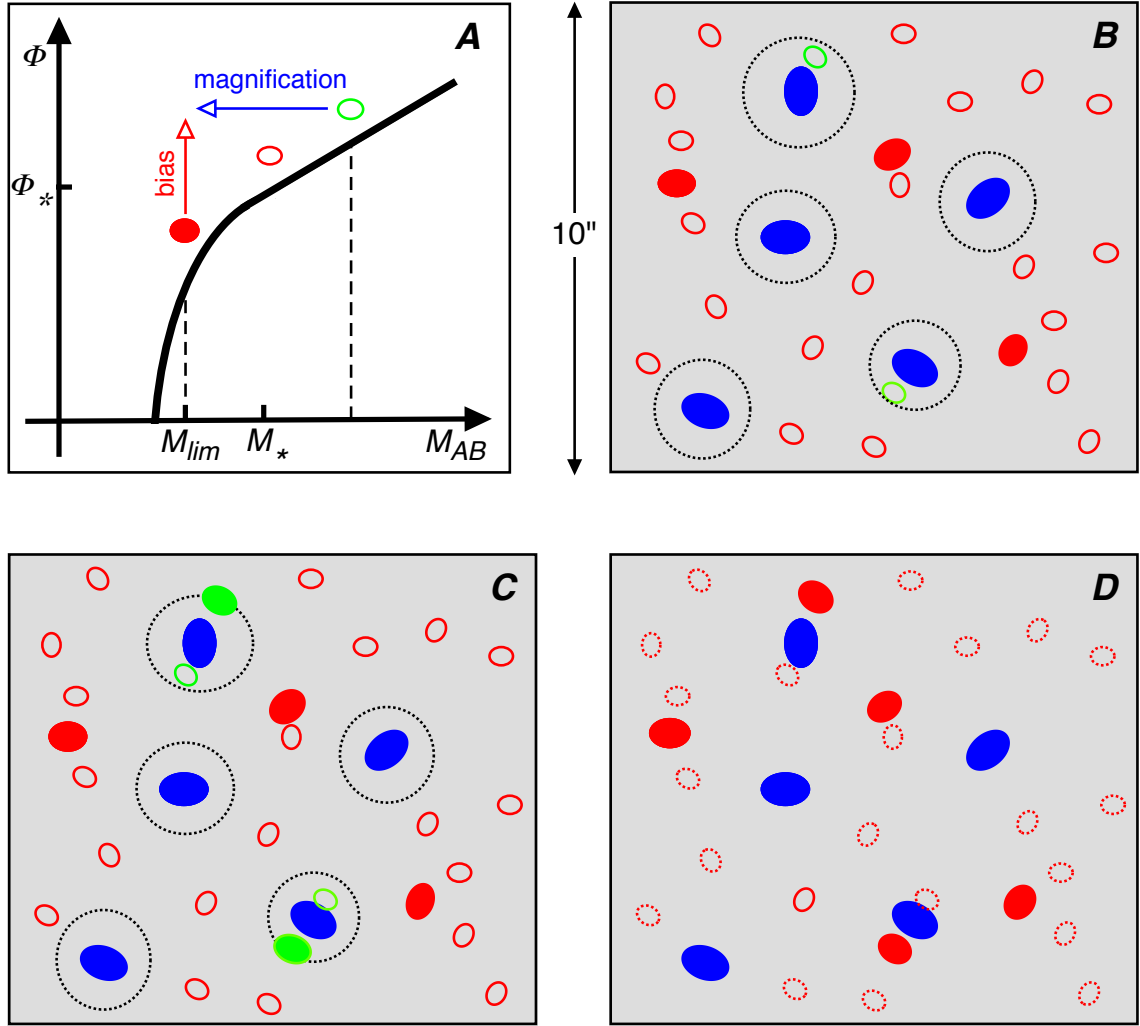 A
Φ
magnification
bias
Φ*
M_lim
M*
M_AB
10"
B
C
D